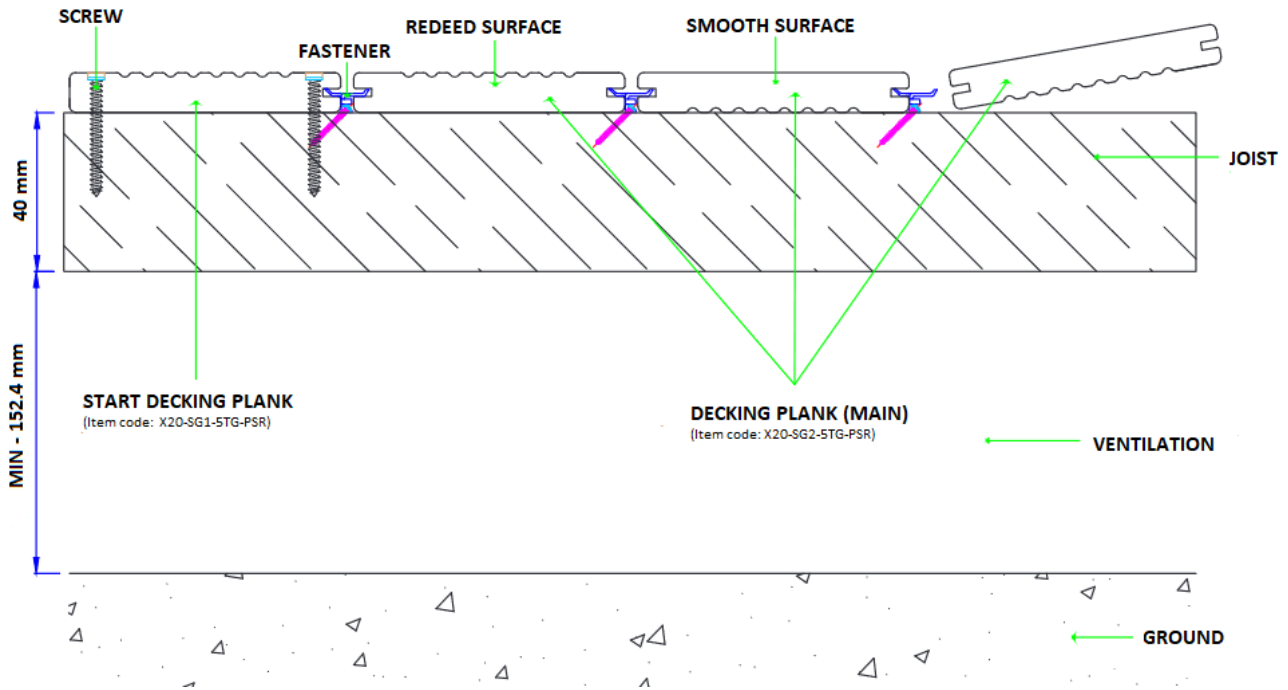 SCREW
REDEED SURFACE
SMOOTH SURFACE
FASTENER
JOIST
40 mm
MIN - 152.4 mm
START DECKING PLANK
(Item code: X20-SG1-5TG-PSR)
DECKING PLANK (MAIN)
(Item code: X20-SG2-5TG-PSR)
VENTILATION
GROUND